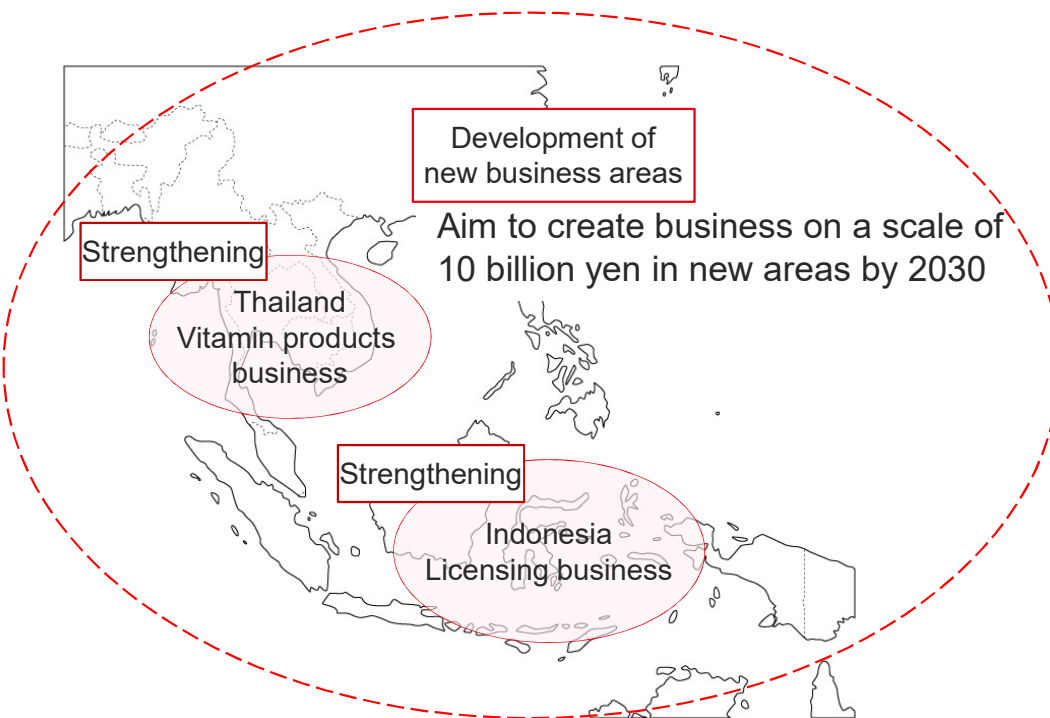 Development of
new business areas
Aim to create business on a scale of
10 billion yen in new areas by 2030
Strengthening
Thailand
Vitamin products
business
Strengthening
Indonesia
Licensing business